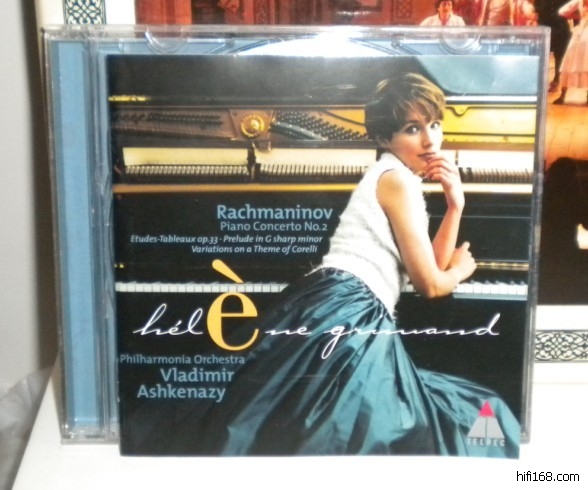 Rachmaninov
Piano Concerto No.2
Études-Tableaux op.33 · Prelude in G sharp minor
Variations on a Theme of Corelli
hélène grimaud
Philharmonia Orchestra
Vladimir
Ashkenazy
TELDEC
hifi168.com